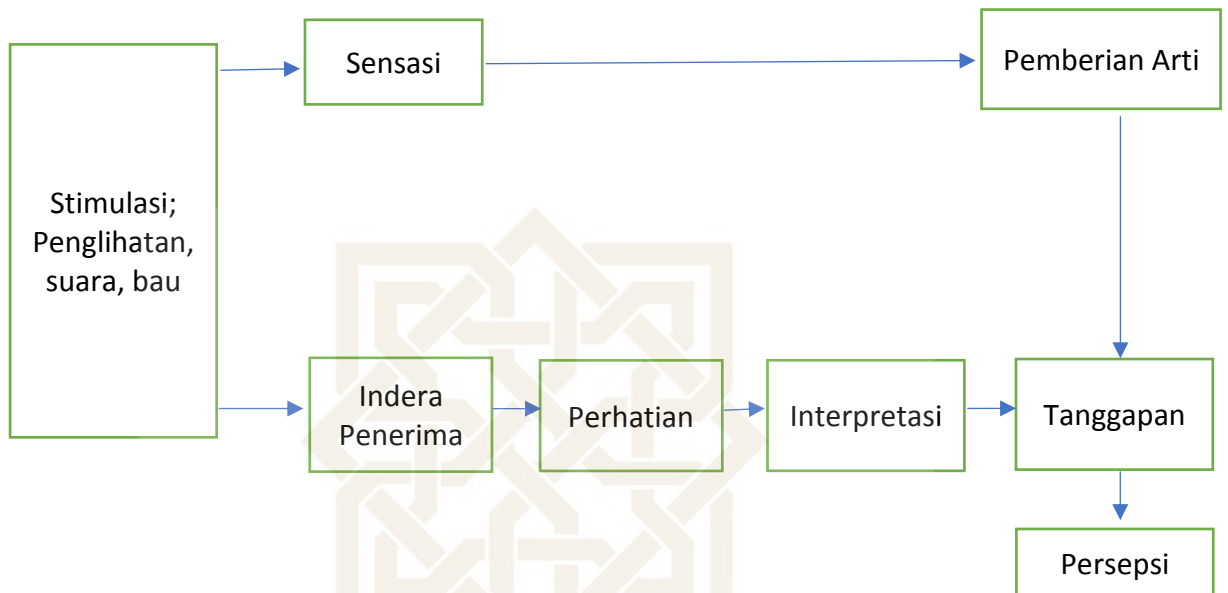 Sensasi
Pemberian Arti
Stimulasi;
Penglihatan,
suara, bau
Indera
Penerima
Perhatian
Interpretasi
Tanggapan
Persepsi